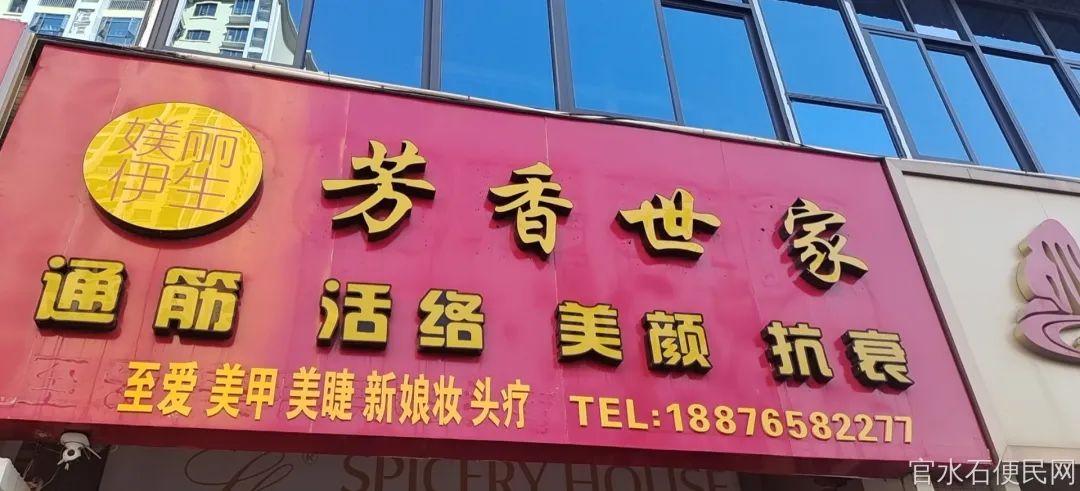 媄丽
伊生
芳香世家
通筋 活络 美颜 抗衰
至爱 美甲 美睫 新娘妆 头疗 TEL:18876582277
® SPICERY HOUSE
官水石便民网